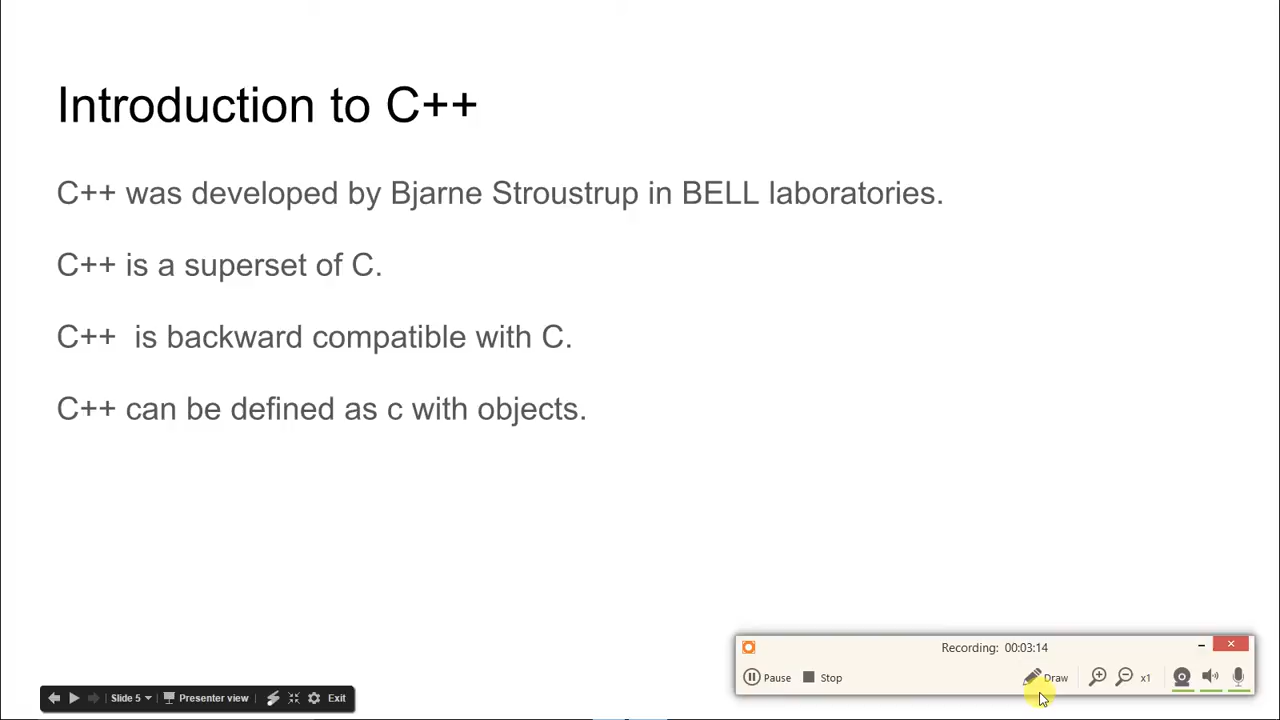 Introduction to C++
C++ was developed by Bjarne Stroustrup in BELL laboratories.
C++ is a superset of C.
C++  is backward compatible with C.
C++ can be defined as c with objects.
Recording: 00:03:14
Pause Stop Draw x1
Slide 5 Presenter view Exit